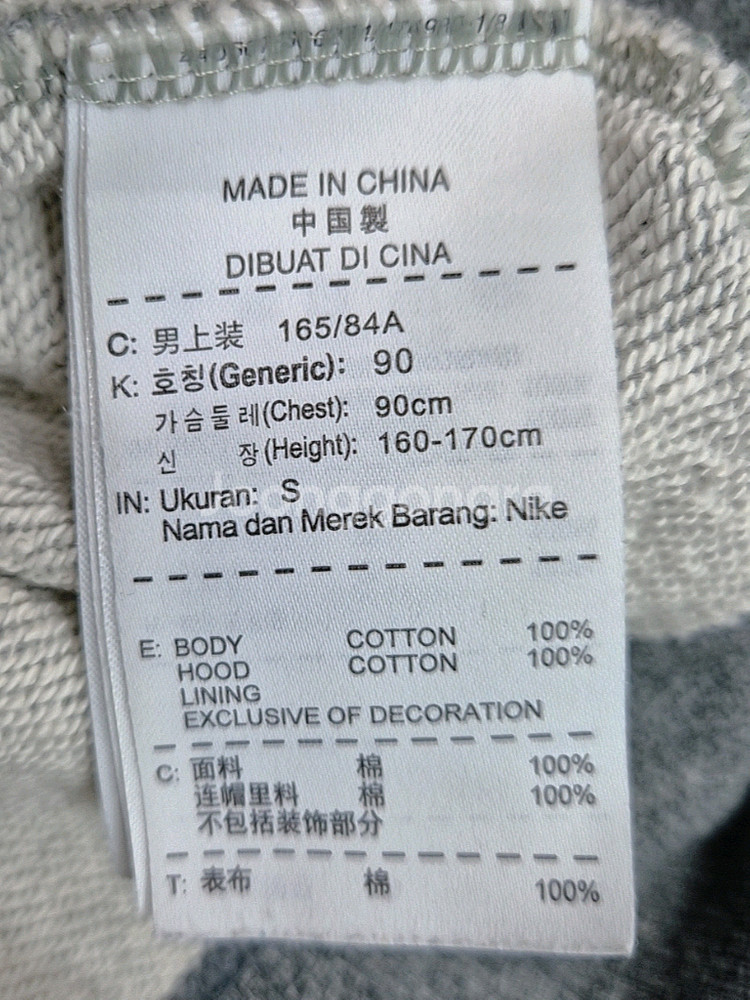 MADE IN CHINA
中国製
DIBUAT DI CINA
C: 男上装 165/84A
K: 호칭(Generic): 90
가슴둘레(Chest): 90cm
신 장(Height): 160-170cm
IN: Ukuran: S
Nama dan Merek Barang: Nike
E: BODY COTTON 100%
HOOD COTTON 100%
LINING
EXCLUSIVE OF DECORATION
C: 面料 棉 100%
连帽里料 棉 100%
不包括装饰部分
T: 表布 棉 100%